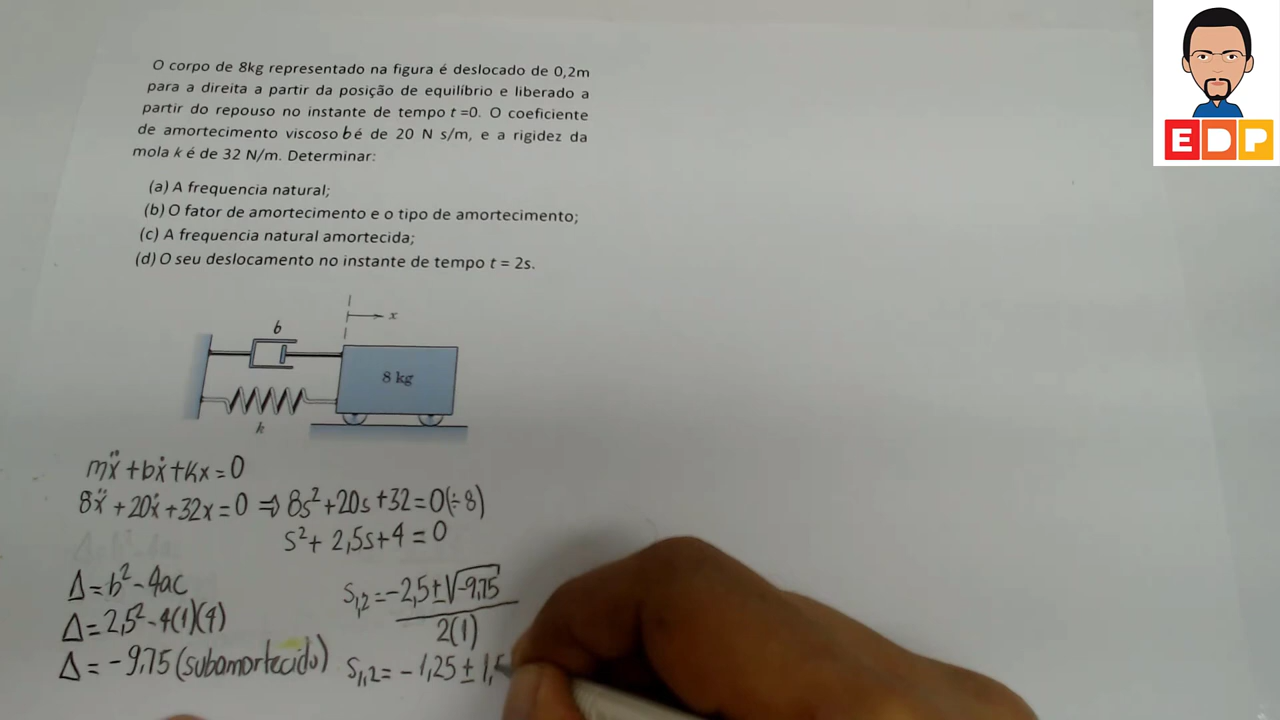 O corpo de 8kg representado na figura é deslocado de 0,2m
para a direita a partir da posição de equilíbrio e liberado a
partir do repouso no instante de tempo t =0. O coeficiente
de amortecimento viscoso b é de 20 N s/m, e a rigidez da
mola k é de 32 N/m. Determinar:
(a) A frequencia natural;
(b) O fator de amortecimento e o tipo de amortecimento;
(c) A frequencia natural amortecida;
(d) O seu deslocamento no instante de tempo t = 2s.
x
b
8 kg
k
mẍ + bẋ + kx = 0
8ẍ + 20ẋ + 32x = 0 ⇒ 8s² + 20s + 32 = 0 (÷8)
s² + 2,5s + 4 = 0
Δ = b² - 4ac
Δ = 2,5² - 4(1)(4)
Δ = -9,75 (subamortecido)
S1,2 = -2,5 ± √-9,75
2(1)
S1,2 = -1,25 ± 1,5
EDP